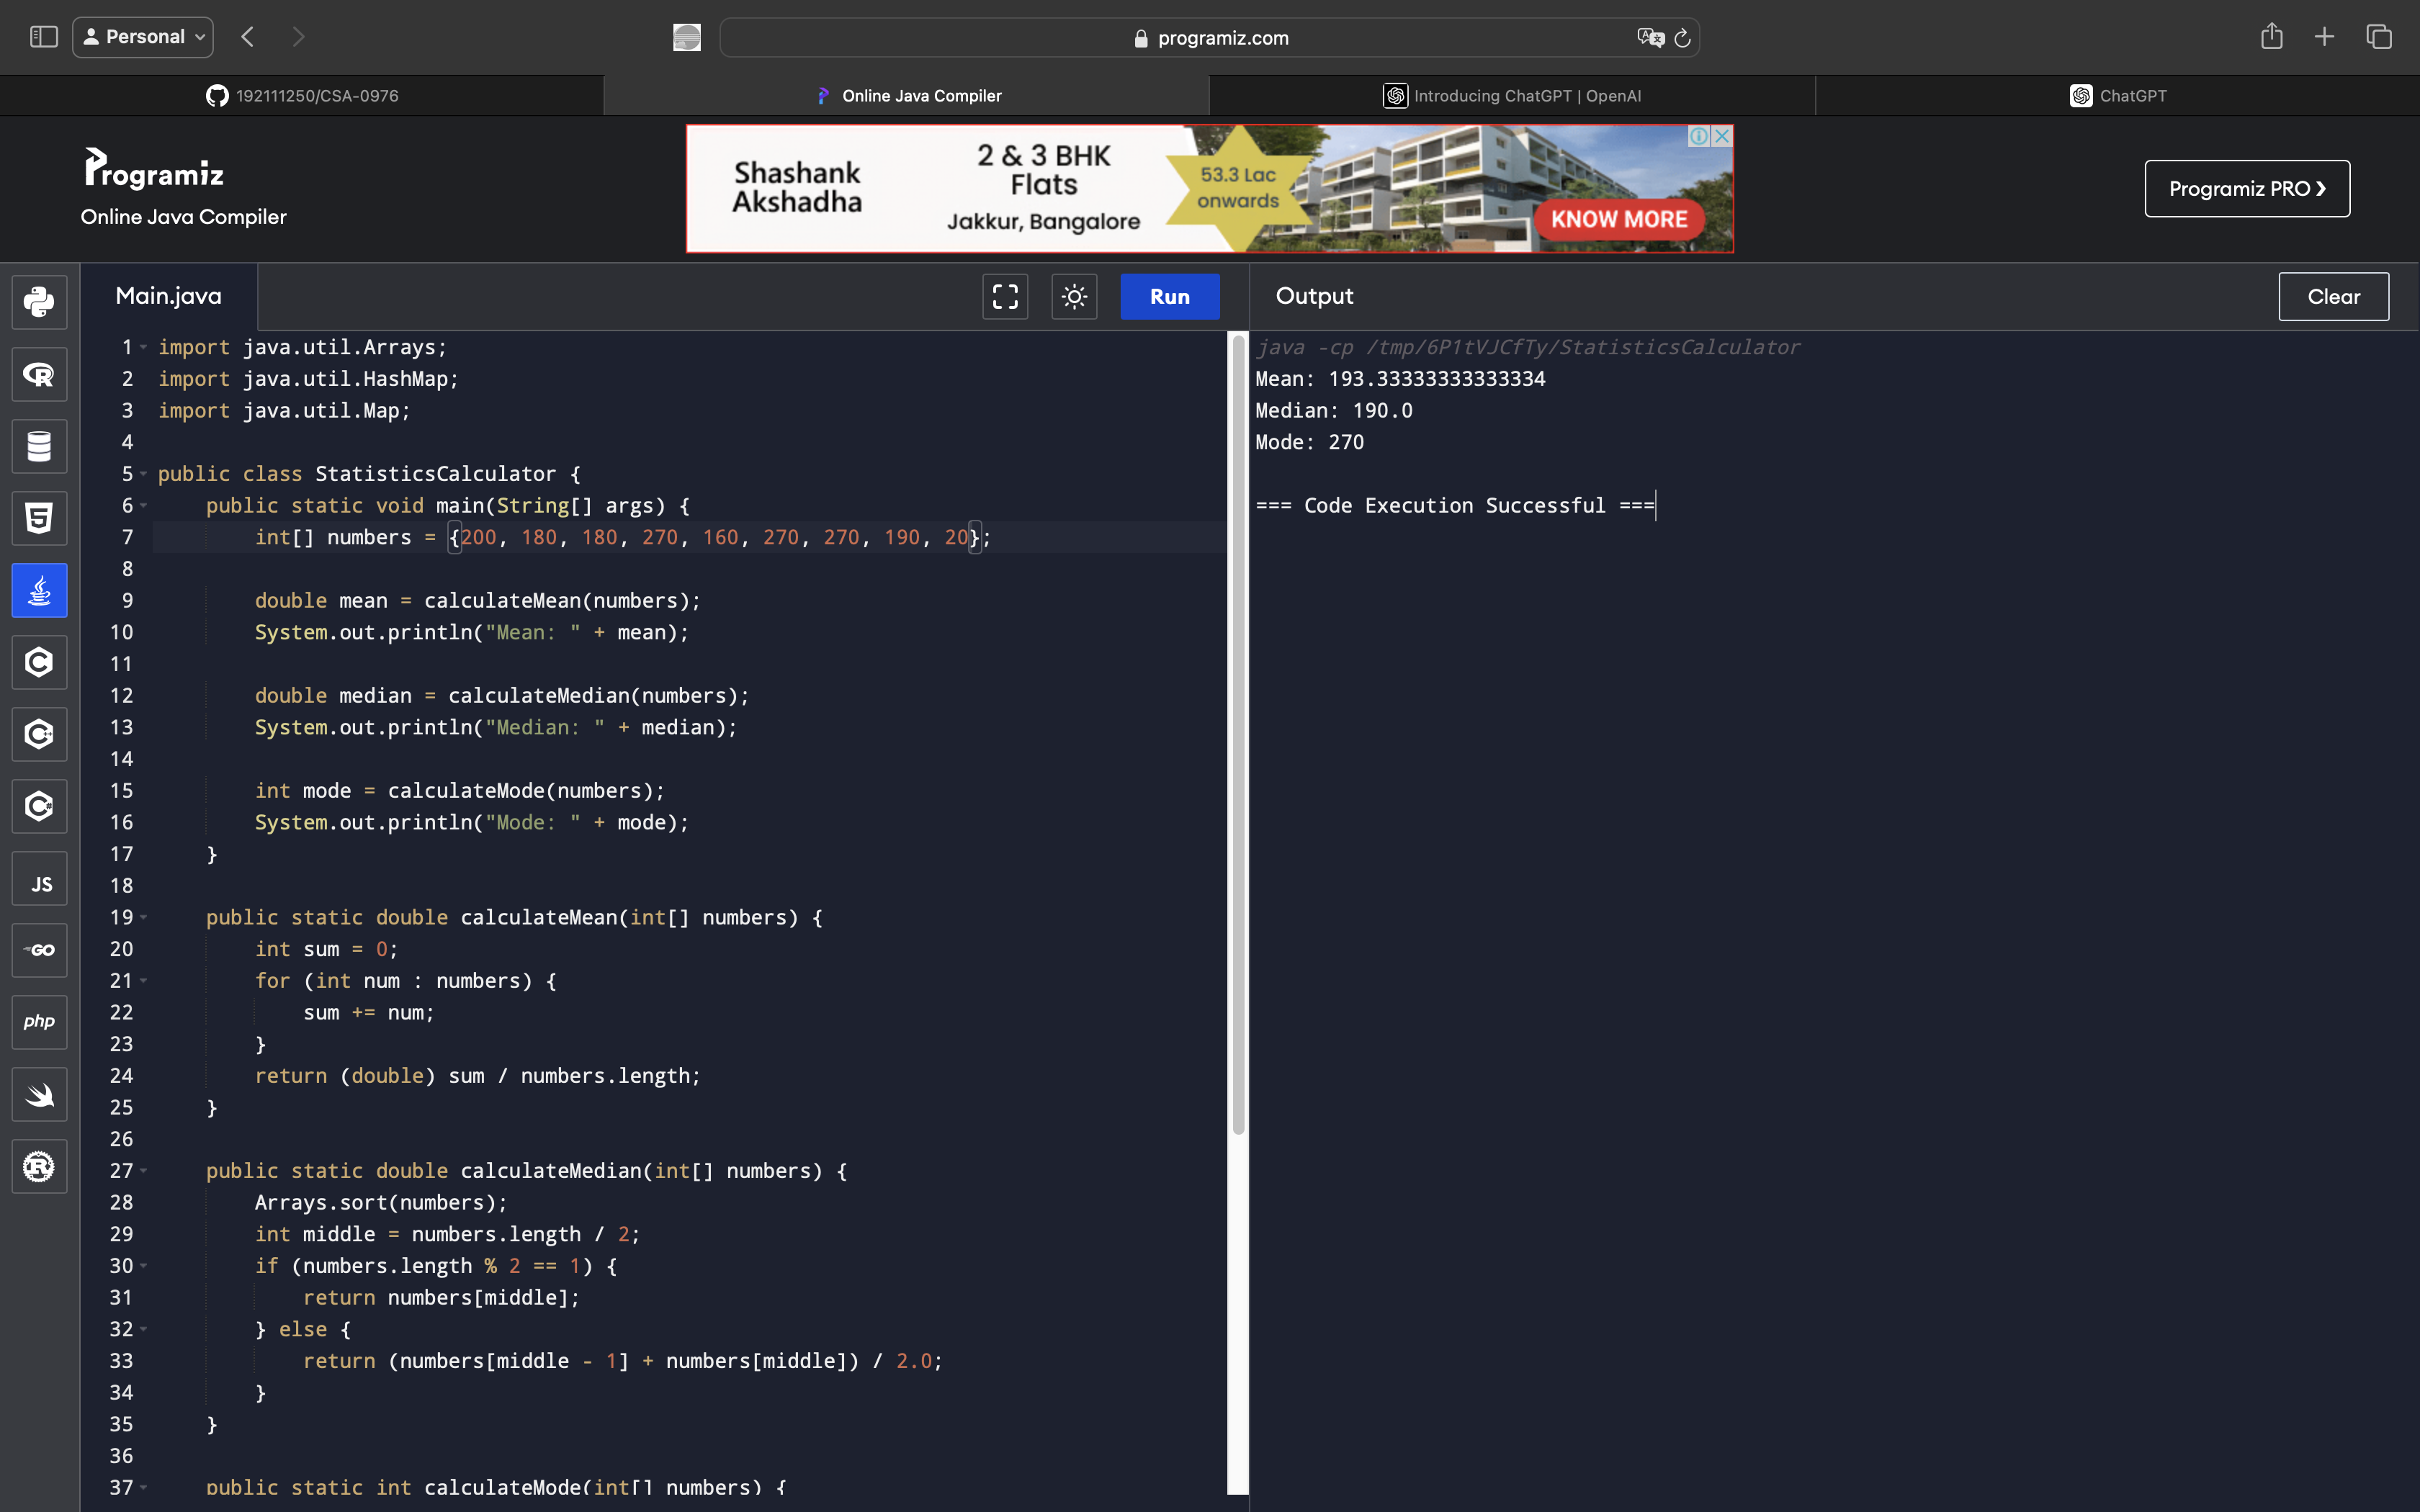 Personal
programiz.com
192111250/CSA-0976
Online Java Compiler
Introducing ChatGPT | OpenAI
ChatGPT
Programiz
Online Java Compiler
Shashank
Akshadha
2 & 3 BHK
Flats
Jakkur, Bangalore
53.3 Lac
onwards
KNOW MORE
Programiz PRO ❯
Main.java
Run
Output
Clear
1 import java.util.Arrays;
2 import java.util.HashMap;
3 import java.util.Map;
4
5 public class StatisticsCalculator {
6     public static void main(String[] args) {
7         int[] numbers = {200, 180, 180, 270, 160, 270, 270, 190, 20};
8
9         double mean = calculateMean(numbers);
10         System.out.println("Mean: " + mean);
11
12         double median = calculateMedian(numbers);
13         System.out.println("Median: " + median);
14
15         int mode = calculateMode(numbers);
16         System.out.println("Mode: " + mode);
17     }
18
19     public static double calculateMean(int[] numbers) {
20         int sum = 0;
21         for (int num : numbers) {
22             sum += num;
23         }
24         return (double) sum / numbers.length;
25     }
26
27     public static double calculateMedian(int[] numbers) {
28         Arrays.sort(numbers);
29         int middle = numbers.length / 2;
30         if (numbers.length % 2 == 1) {
31             return numbers[middle];
32         } else {
33             return (numbers[middle - 1] + numbers[middle]) / 2.0;
34         }
35     }
36
37     public static int calculateMode(int[] numbers) {
java -cp /tmp/6P1tVJCfTy/StatisticsCalculator
Mean: 193.33333333333334
Median: 190.0
Mode: 270
=== Code Execution Successful ===
R
5
C
C++
C#
JS
GO
php
R